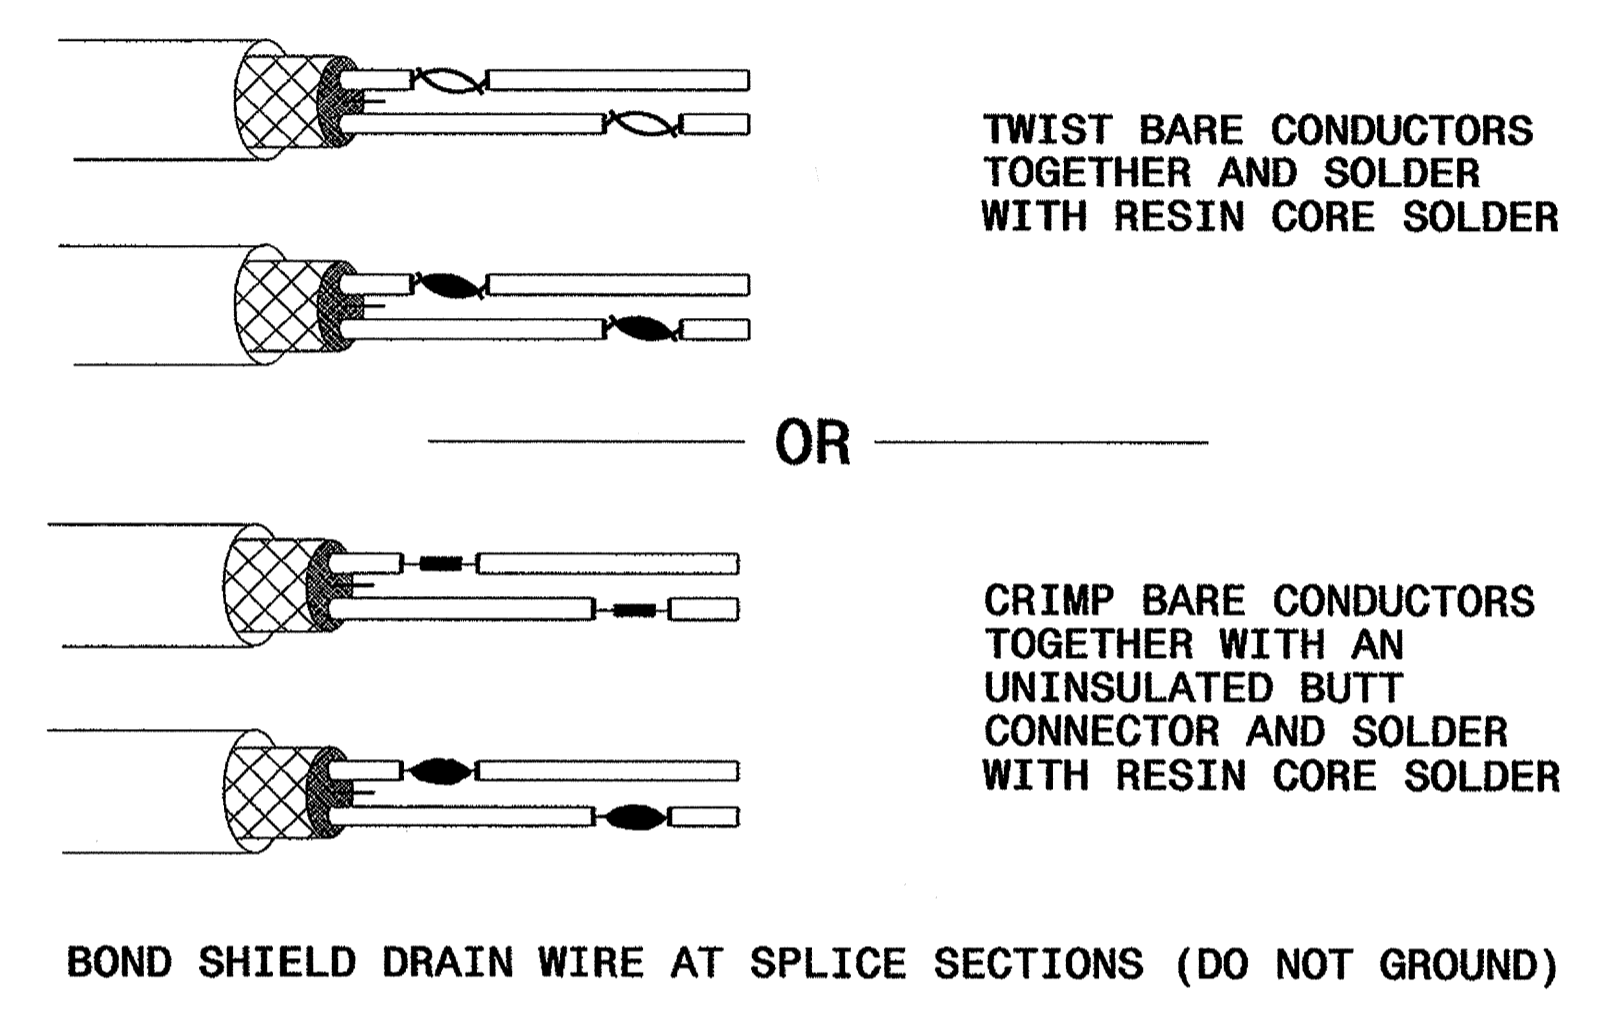 TWIST BARE CONDUCTORS
TOGETHER AND SOLDER
WITH RESIN CORE SOLDER
OR
CRIMP BARE CONDUCTORS
TOGETHER WITH AN
UNINSULATED BUTT
CONNECTOR AND SOLDER
WITH RESIN CORE SOLDER
BOND SHIELD DRAIN WIRE AT SPLICE SECTIONS (DO NOT GROUND)